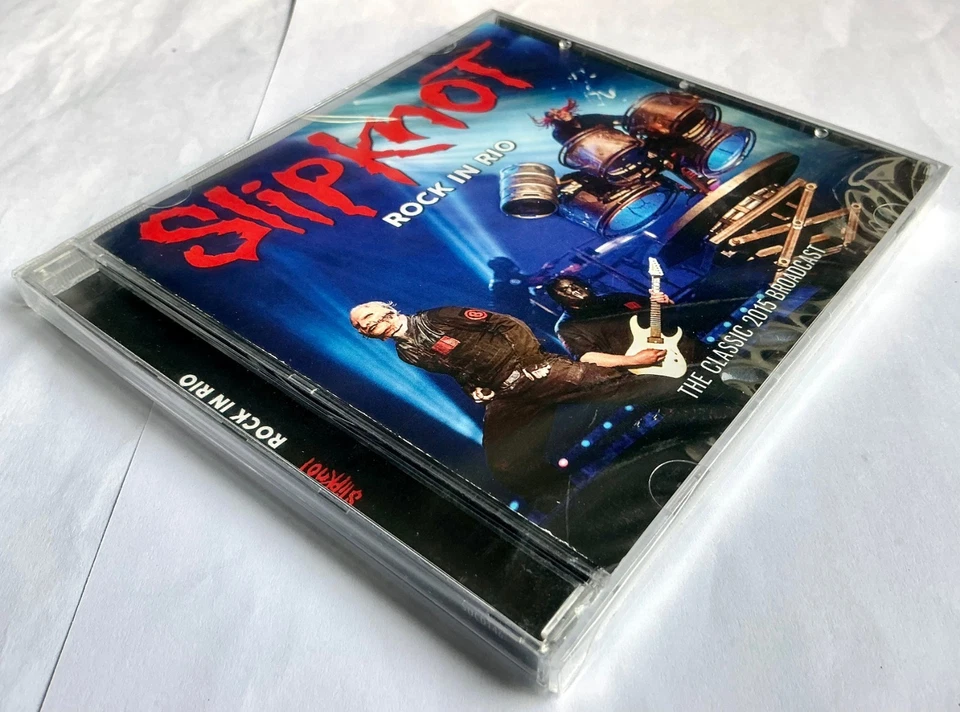 SLIPKNOT
ROCK IN RIO
THE CLASSIC 2015 BROADCAST
SLIPKNOT
ROCK IN RIO